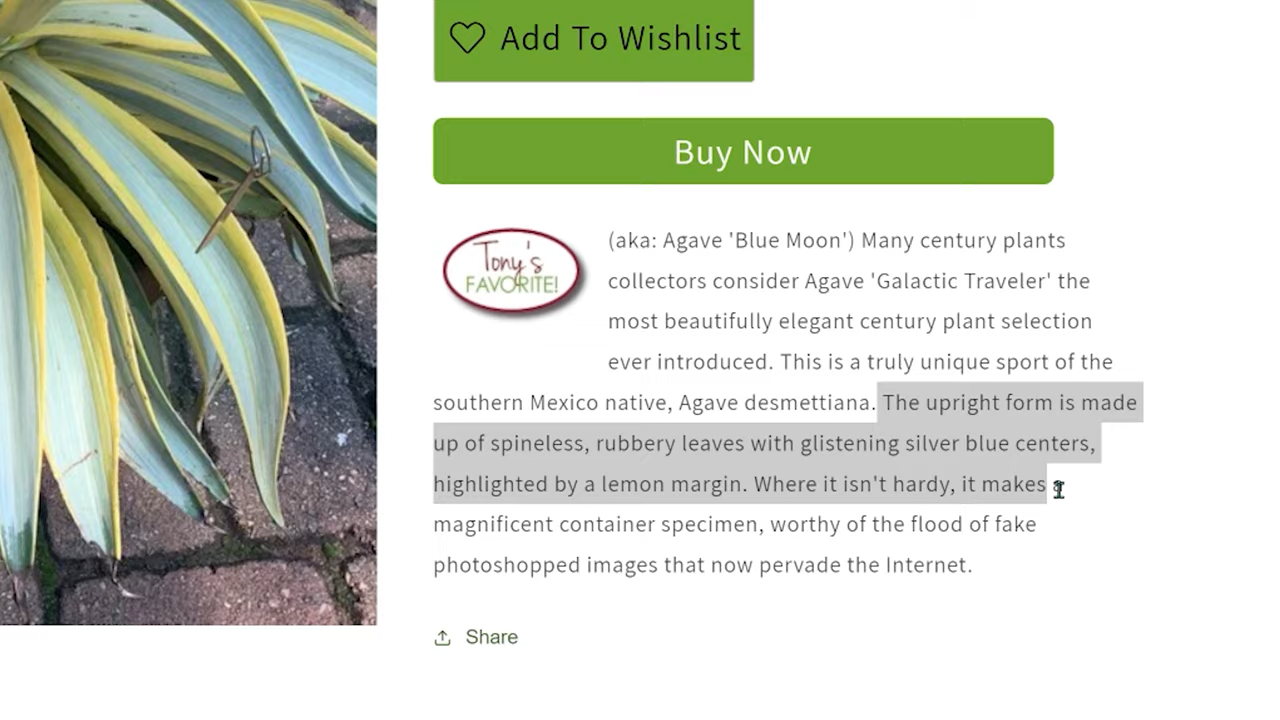 Add To Wishlist
Buy Now
Tony's
FAVORITE!
(aka: Agave 'Blue Moon') Many century plants
collectors consider Agave 'Galactic Traveler' the
most beautifully elegant century plant selection
ever introduced. This is a truly unique sport of the
southern Mexico native, Agave desmettiana. The upright form is made
up of spineless, rubbery leaves with glistening silver blue centers,
highlighted by a lemon margin. Where it isn't hardy, it makes a
magnificent container specimen, worthy of the flood of fake
photoshopped images that now pervade the Internet.
Share